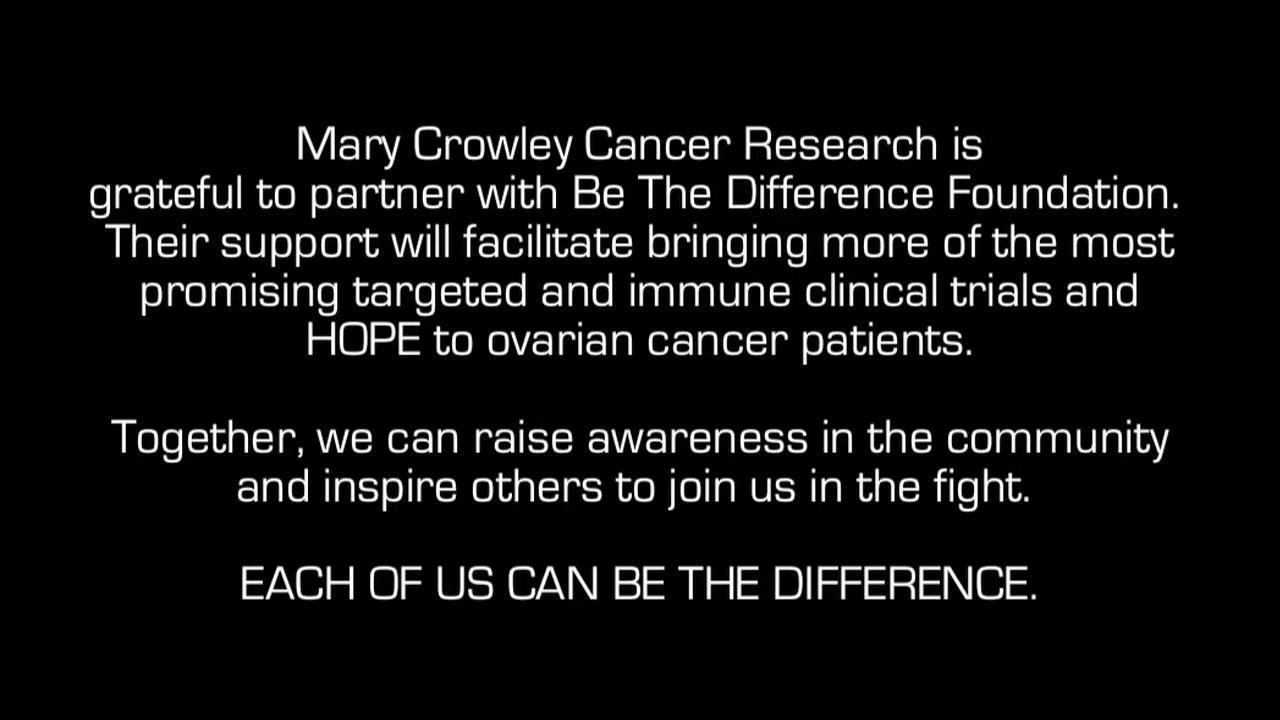 Mary Crowley Cancer Research is
grateful to partner with Be The Difference Foundation.
Their support will facilitate bringing more of the most
promising targeted and immune clinical trials and
HOPE to ovarian cancer patients.
Together, we can raise awareness in the community
and inspire others to join us in the fight.
EACH OF US CAN BE THE DIFFERENCE.